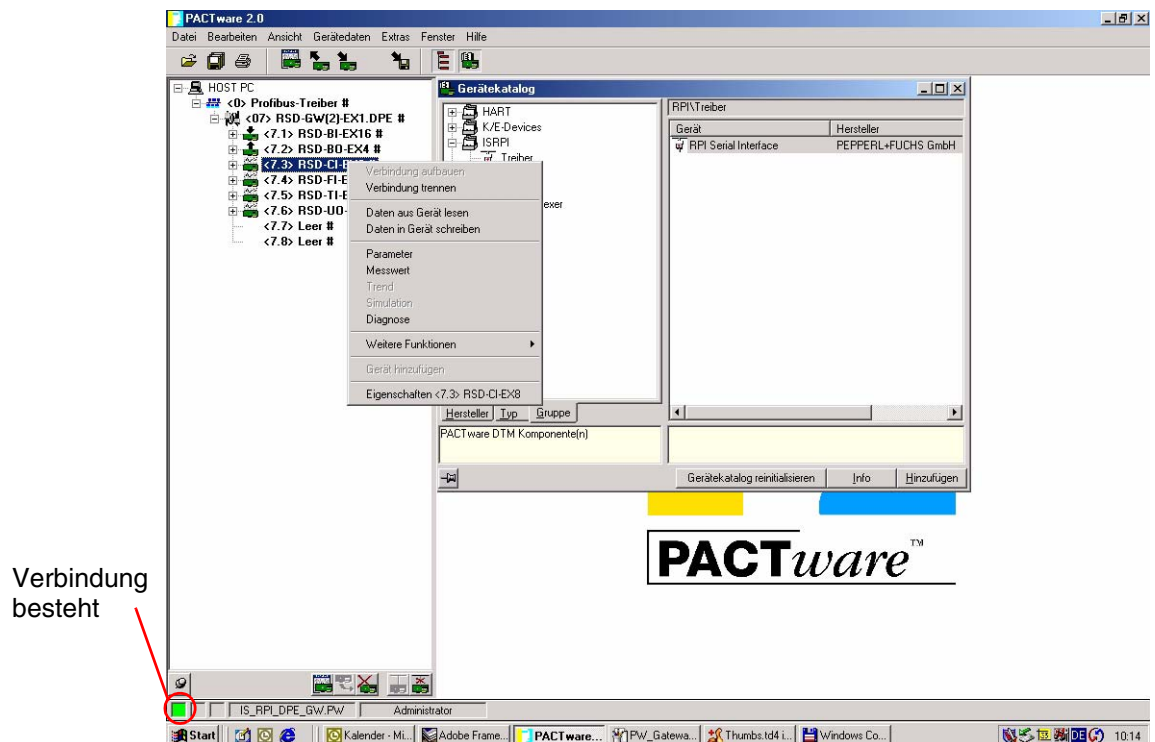 PACTware 2.0
Datei Bearbeiten Ansicht Gerätedaten Extras Fenster Hilfe
HOST PC
<0> Profibus-Treiber #
<07> RSD-GW(2)-EX1.DPE #
<7.1> RSD-BI-EX16 #
<7.2> RSD-BO-EX4 #
<7.3> RSD-CI-E
<7.4> RSD-FI-E
<7.5> RSD-TI-E
<7.6> RSD-UO-
<7.7> Leer #
<7.8> Leer #
Verbindung aufbauen
Verbindung trennen
Daten aus Gerät lesen
Daten in Gerät schreiben
Parameter
Messwert
Trend
Simulation
Diagnose
Weitere Funktionen
Gerät hinzufügen
Eigenschaften <7.3> RSD-CI-EX8
Gerätekatalog
HART
K/E-Devices
ISRPI
Treiber
exer
Hersteller Typ Gruppe
PACTware DTM Komponente(n)
RPI\Treiber
Gerät Hersteller
RPI Serial Interface PEPPERL+FUCHS GmbH
Gerätekatalog reinitialisieren Info Hinzufügen
PACTware™
Verbindung
besteht
IS_RPI_DPE_GW.PW Administrator
Start Kalender - Mi... Adobe Frame... PACTware... PW_Gatewa... Thumbs.td4 i... Windows Co... DE 10:14